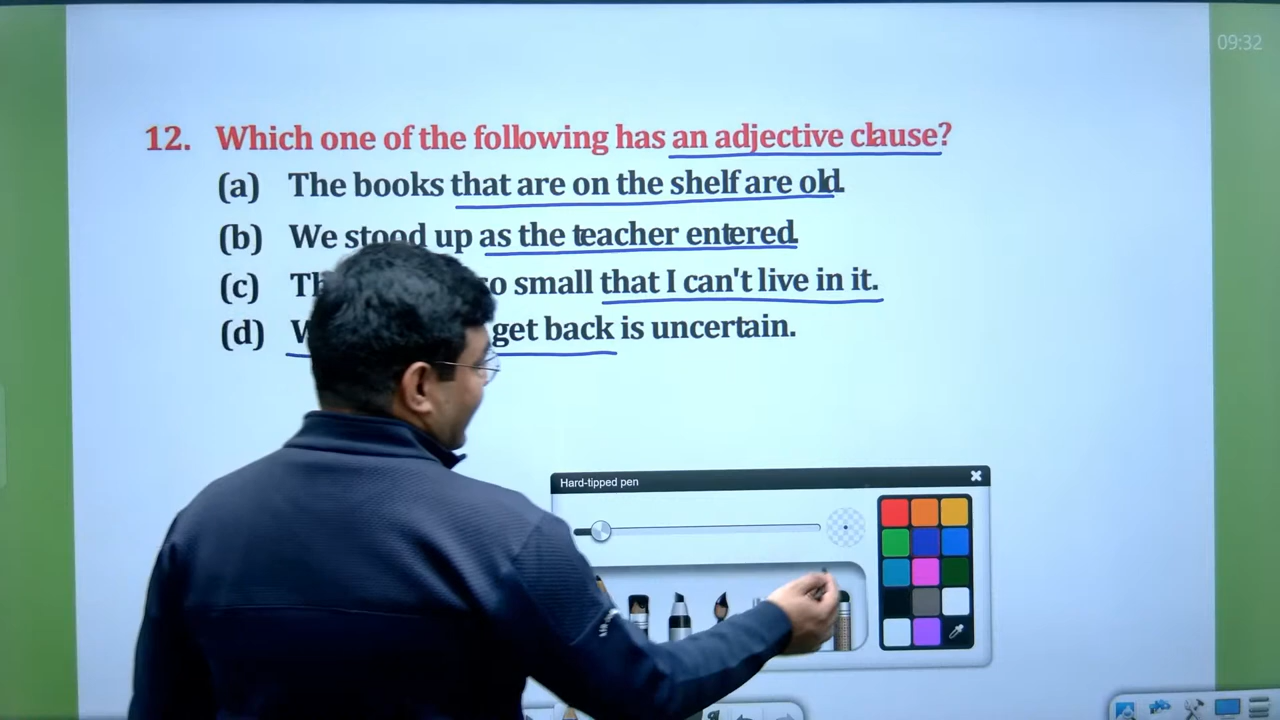 09:32
12. Which one of the following has an adjective clause?
(a) The books that are on the shelf are old.
(b) We stood up as the teacher entered.
(c) so small that I can't live in it.
(d) get back is uncertain.
Hard-tipped pen